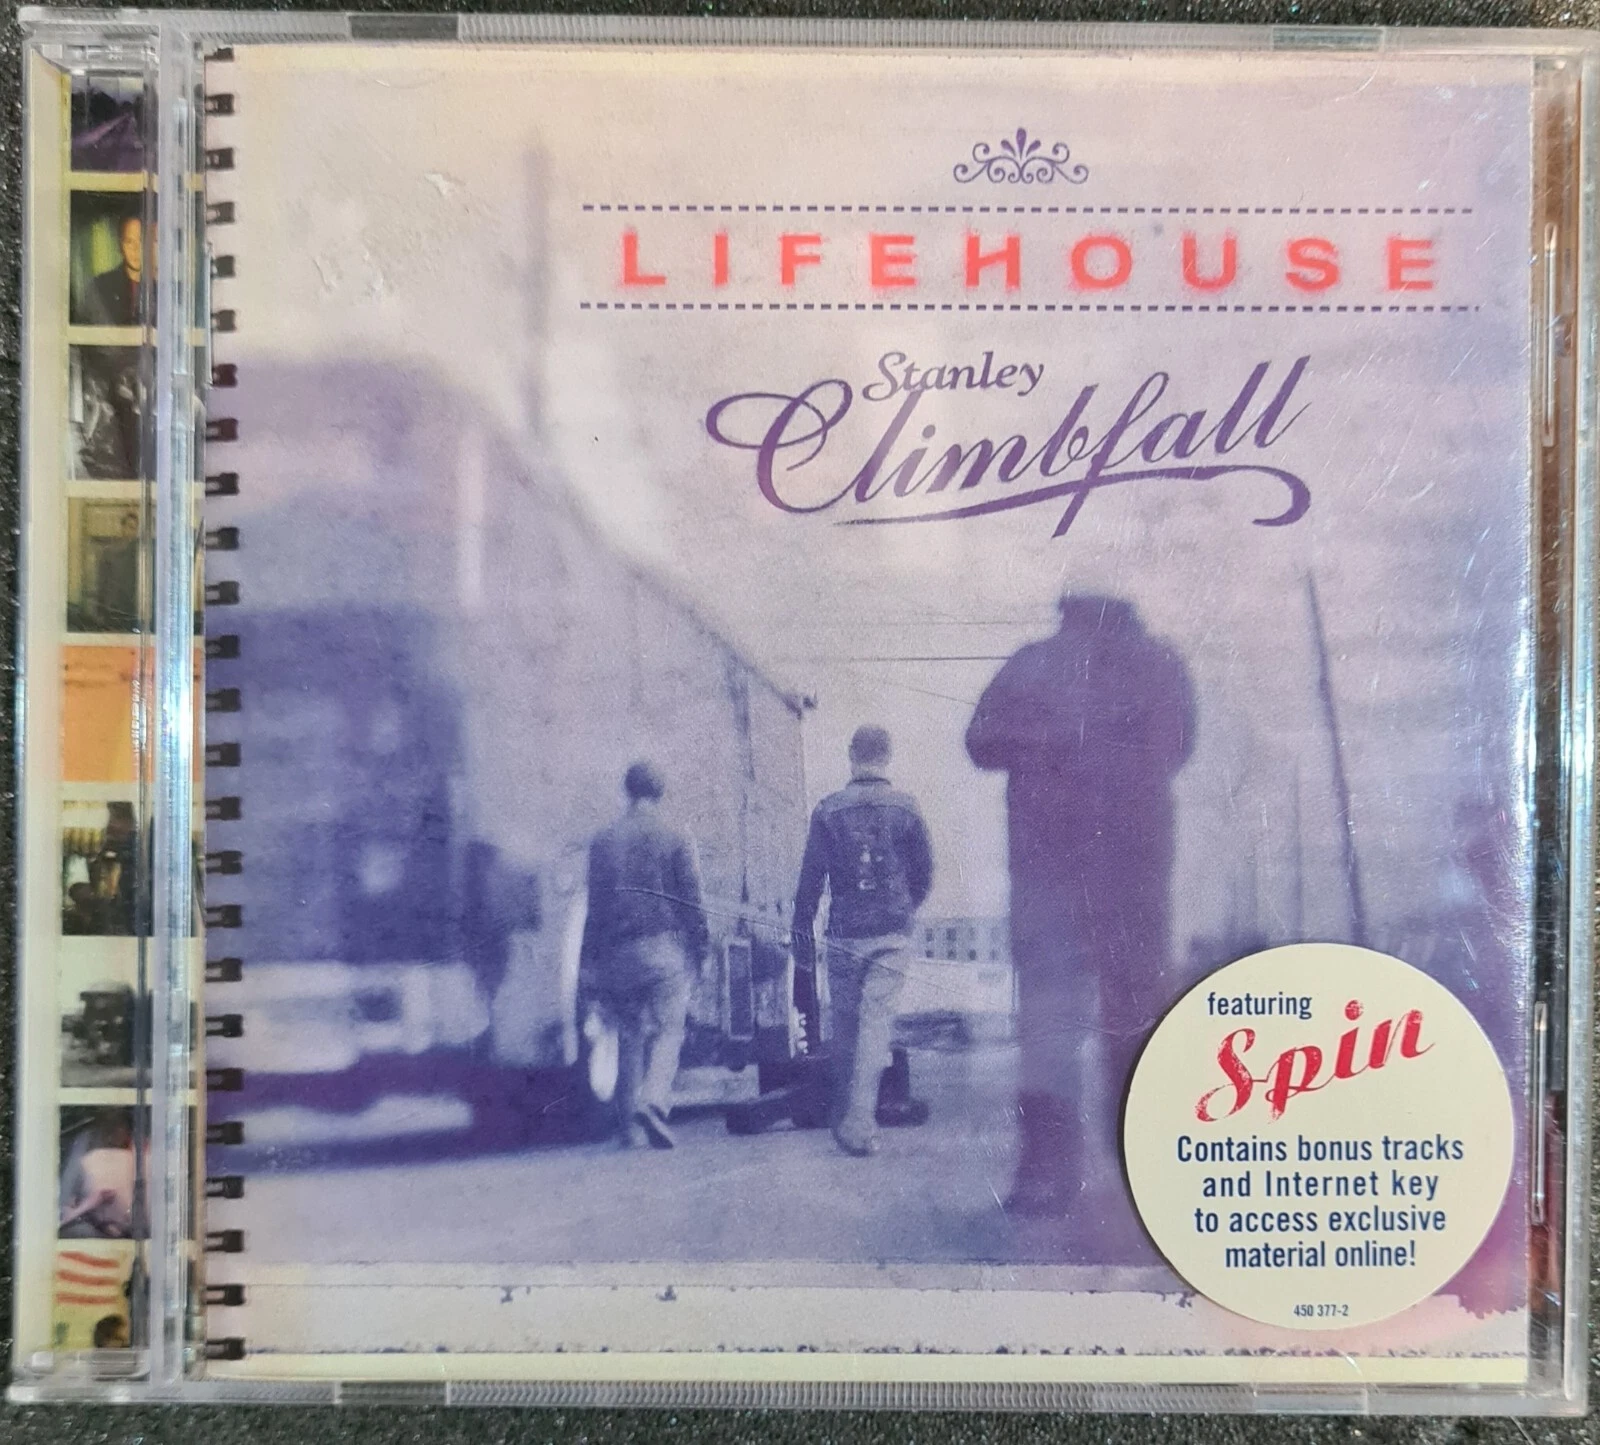 LIFEHOUSE
Stanley
Climbfall
featuring
Spin
Contains bonus tracks
and Internet key
to access exclusive
material online!
450 377-2